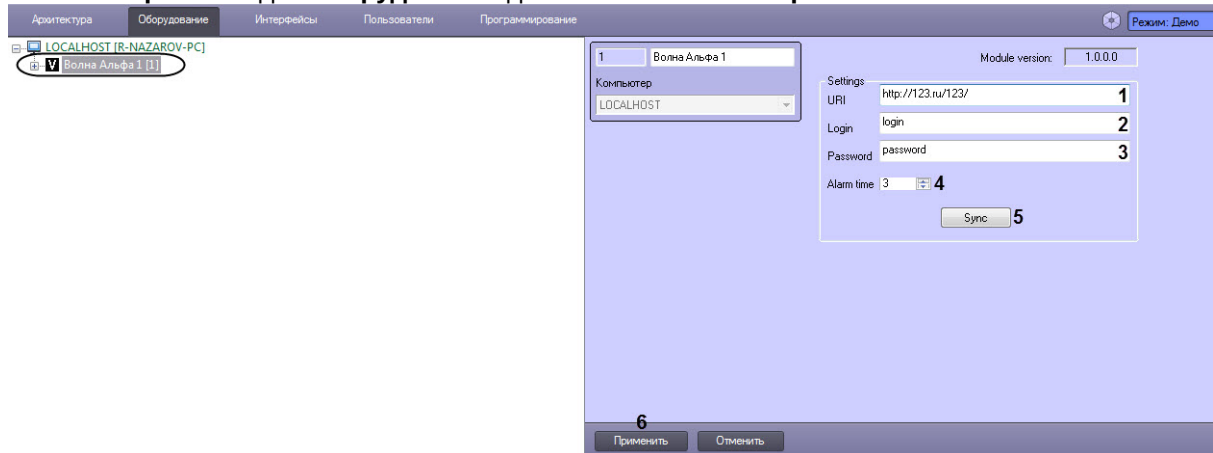 Архитектура Оборудование Интерфейсы Пользователи Программирование Режим: Демо
LOCALHOST [R-NAZAROV-PC]
V Волна Альфа 1 [1]
1 Волна Альфа 1
Компьютер
LOCALHOST
Module version: 1.0.0.0
Settings
URI http://123.ru/123/ 1
Login login 2
Password password 3
Alarm time 3 4
Sync 5
6
Применить Отменить